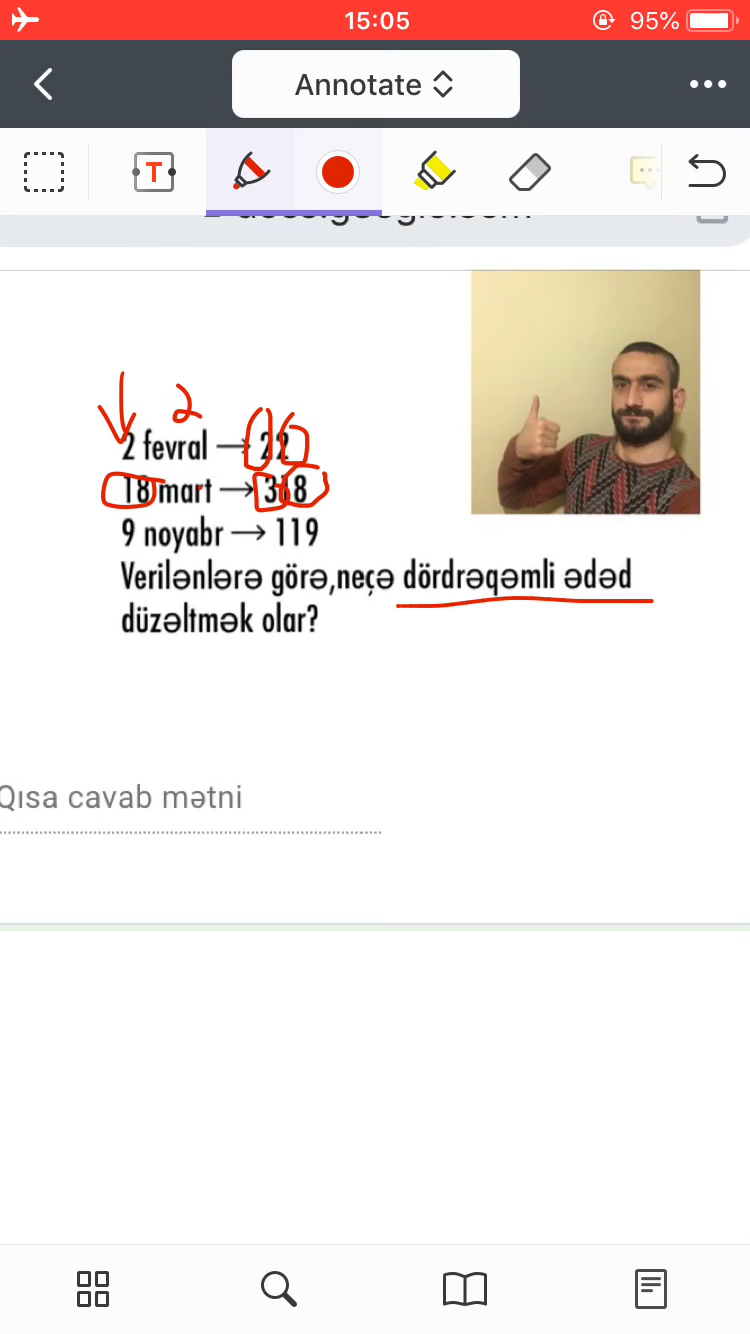 15:05
95%
Annotate
T
2
2 fevral → 22
18 mart → 318
9 noyabr → 119
Verilənlərə görə,neçə dördrəqəmli ədəd
düzəltmək olar?
Qısa cavab mətni